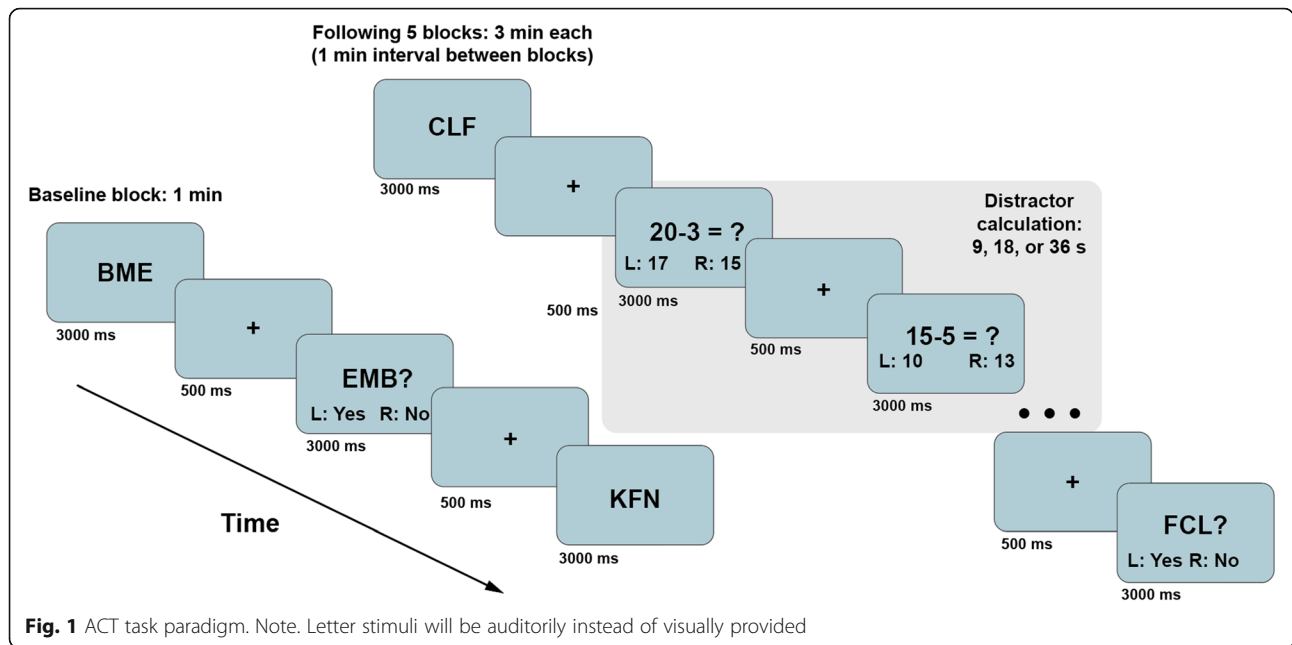 Following 5 blocks: 3 min each
(1 min interval between blocks)
CLF
3000 ms
+
500 ms
Distractor
calculation:
9, 18, or 36 s
20-3 = ?
L: 17 R: 15
3000 ms
+
500 ms
15-5 = ?
L: 10 R: 13
3000 ms
• • •
+
500 ms
FCL?
L: Yes R: No
3000 ms
Baseline block: 1 min
BME
3000 ms
+
500 ms
EMB?
L: Yes R: No
3000 ms
+
500 ms
KFN
3000 ms
Time
Fig. 1 ACT task paradigm. Note. Letter stimuli will be auditorily instead of visually provided